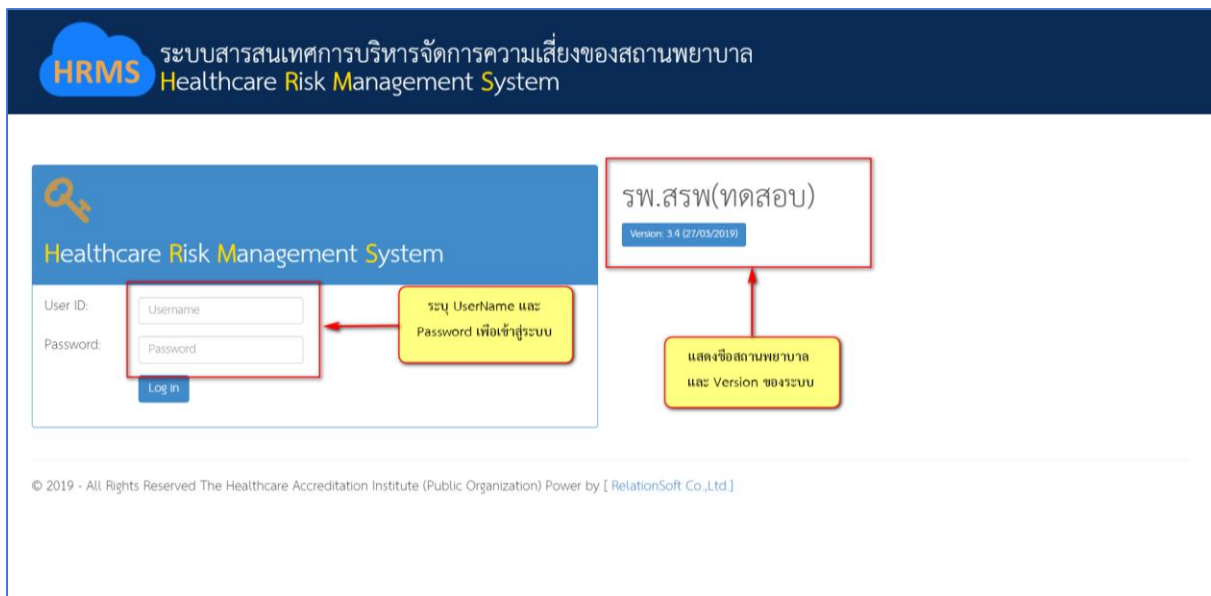 HRMS
ระบบสารสนเทศการบริหารจัดการความเสี่ยงของสถานพยาบาล
Healthcare Risk Management System
Healthcare Risk Management System
รพ.สรพ(ทดสอบ)
Version: 3.4 (27/03/2019)
User ID:
Username
Password:
Password
Log in
ระบุ UserName และ
Password เพื่อเข้าสู่ระบบ
แสดงชื่อสถานพยาบาล
และ Version ของระบบ
© 2019 - All Rights Reserved The Healthcare Accreditation Institute (Public Organization) Power by [ RelationSoft Co.,Ltd.]